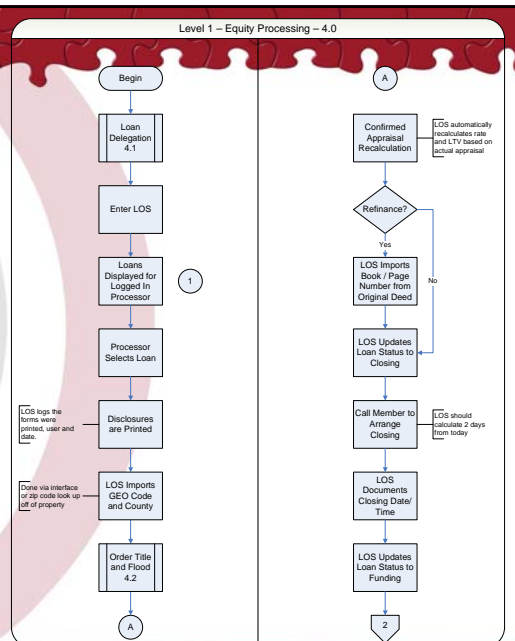 Level 1 – Equity Processing – 4.0
Begin
Loan
Delegation
4.1
Enter LOS
Loans
Displayed for
Logged In
Processor
1
Processor
Selects Loan
LOS logs the
forms were
printed, user and
date.
Disclosures
are Printed
Done via interface
or zip code look up
off of property
LOS Imports
GEO Code
and County
Order Title
and Flood
4.2
A
A
Confirmed
Appraisal
Recalculation
LOS automatically
recalculates rate
and LTV based on
actual appraisal
Refinance?
Yes
No
LOS Imports
Book / Page
Number from
Original Deed
LOS Updates
Loan Status to
Closing
Call Member to
Arrange
Closing
LOS should
calculate 2 days
from today
LOS
Documents
Closing Date/
Time
LOS Updates
Loan Status to
Funding
2